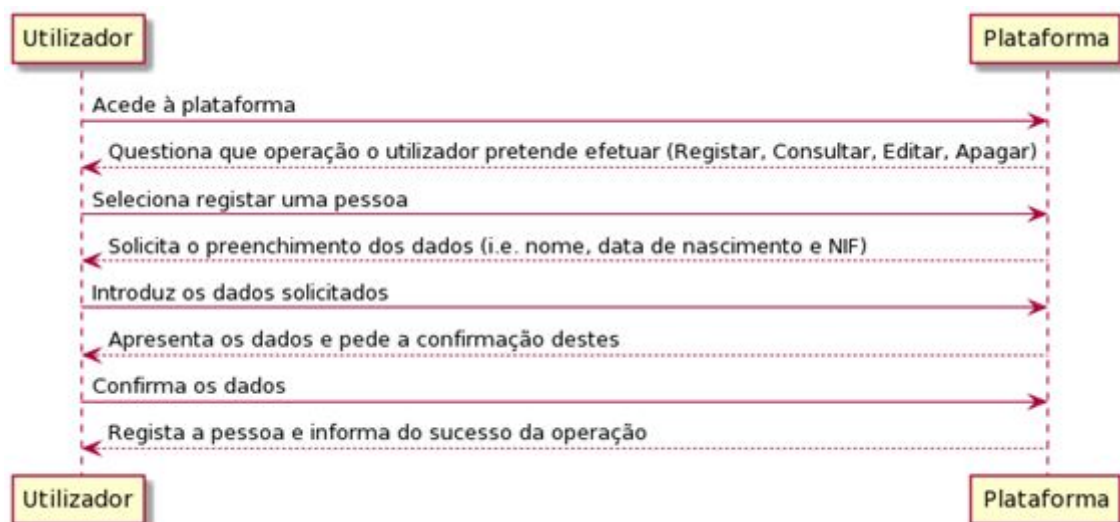 Utilizador
Plataforma
Acede à plataforma
Questiona que operação o utilizador pretende efetuar (Registar, Consultar, Editar, Apagar)
Seleciona registar uma pessoa
Solicita o preenchimento dos dados (i.e. nome, data de nascimento e NIF)
Introduz os dados solicitados
Apresenta os dados e pede a confirmação destes
Confirma os dados
Regista a pessoa e informa do sucesso da operação
Utilizador
Plataforma